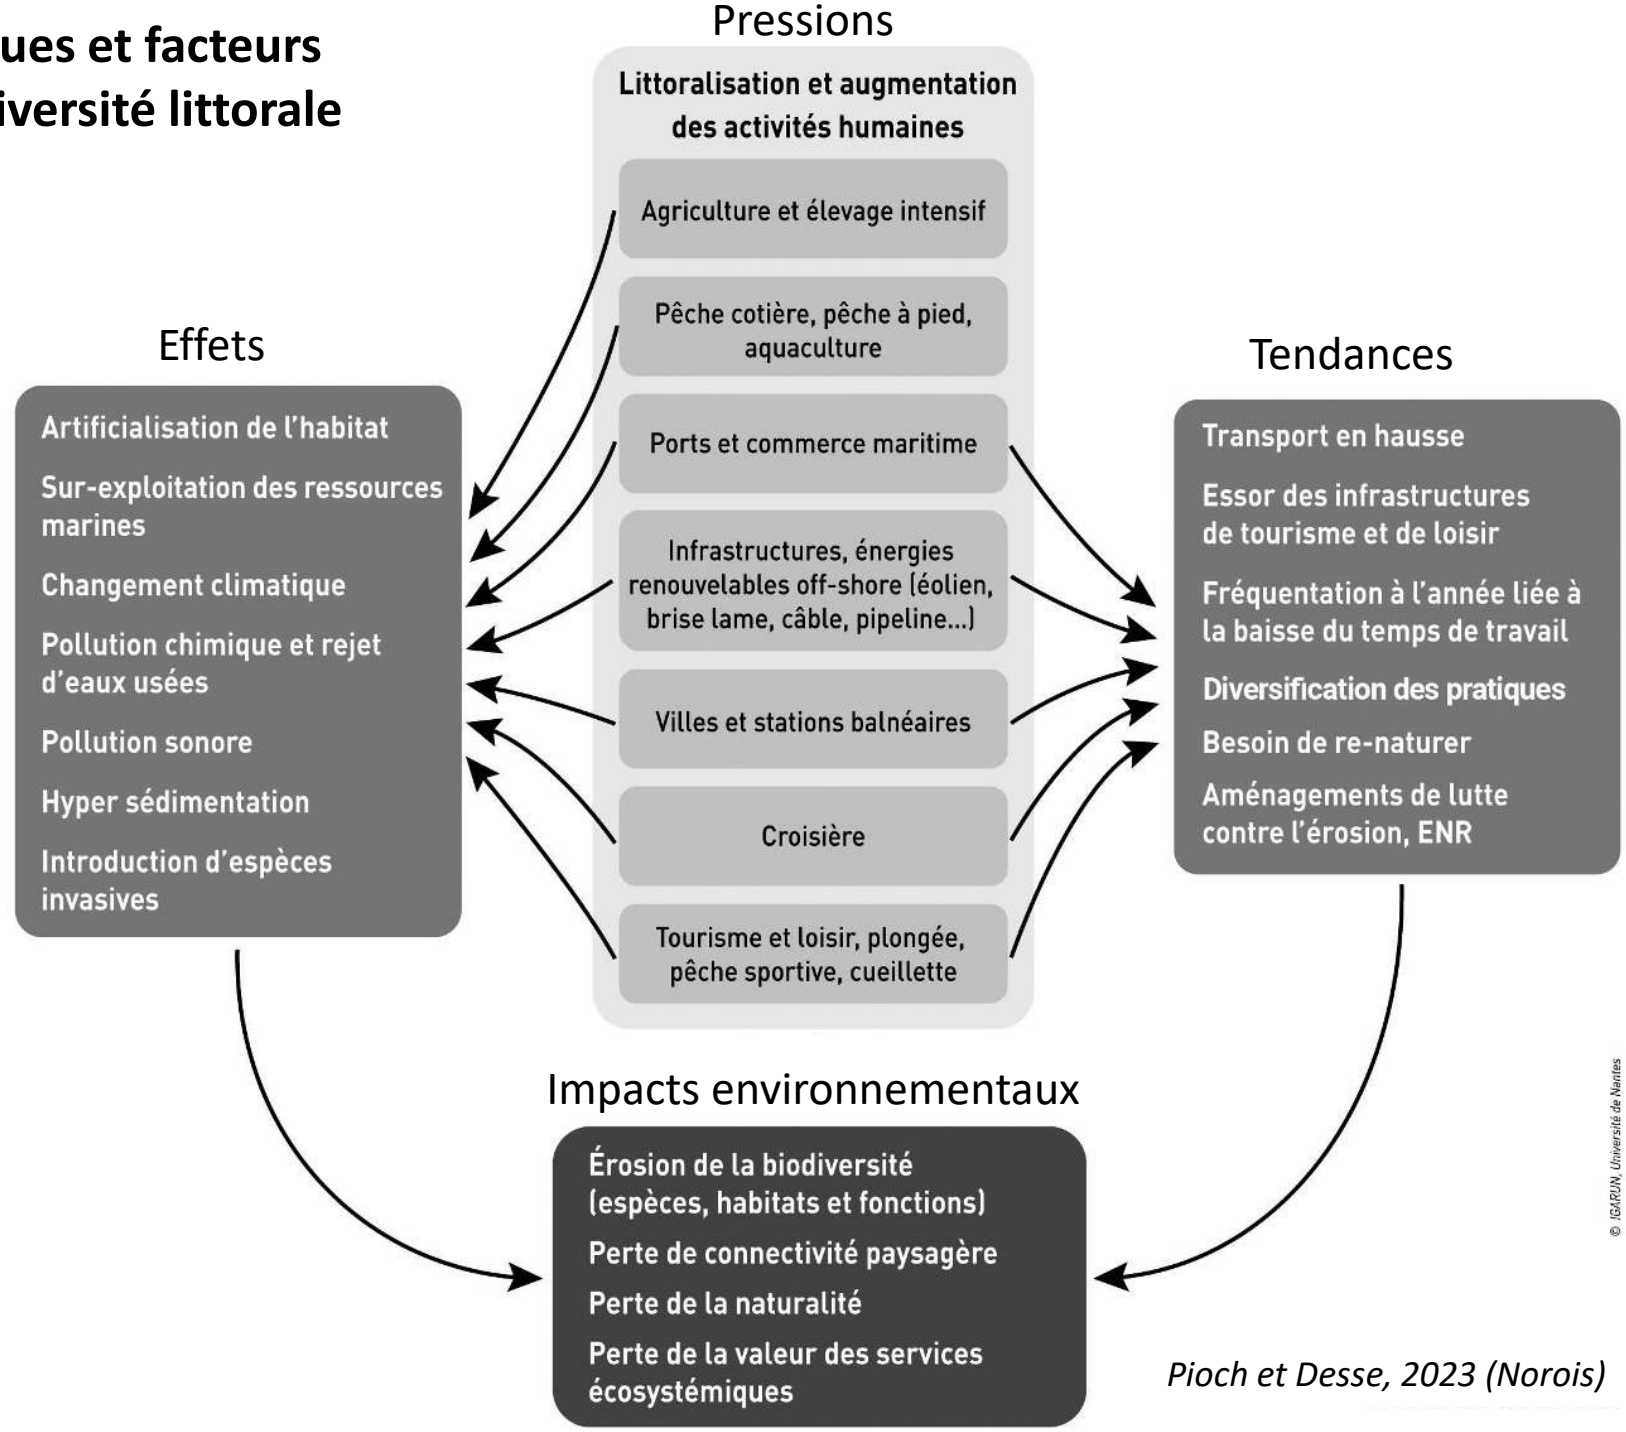 ues et facteurs
iversité littorale
Pressions
Littoralisation et augmentation
des activités humaines
Agriculture et élevage intensif
Pêche cotière, pêche à pied,
aquaculture
Ports et commerce maritime
Infrastructures, énergies
renouvelables off-shore (éolien,
brise lame, câble, pipeline...)
Villes et stations balnéaires
Croisière
Tourisme et loisir, plongée,
pêche sportive, cueillette
Effets
Artificialisation de l'habitat
Sur-exploitation des ressources
marines
Changement climatique
Pollution chimique et rejet
d'eaux usées
Pollution sonore
Hyper sédimentation
Introduction d'espèces
invasives
Tendances
Transport en hausse
Essor des infrastructures
de tourisme et de loisir
Fréquentation à l'année liée à
la baisse du temps de travail
Diversification des pratiques
Besoin de re-naturer
Aménagements de lutte
contre l'érosion, ENR
Impacts environnementaux
Érosion de la biodiversité
(espèces, habitats et fonctions)
Perte de connectivité paysagère
Perte de la naturalité
Perte de la valeur des services
écosystémiques
© IGARUN, Université de Nantes
Pioch et Desse, 2023 (Norois)